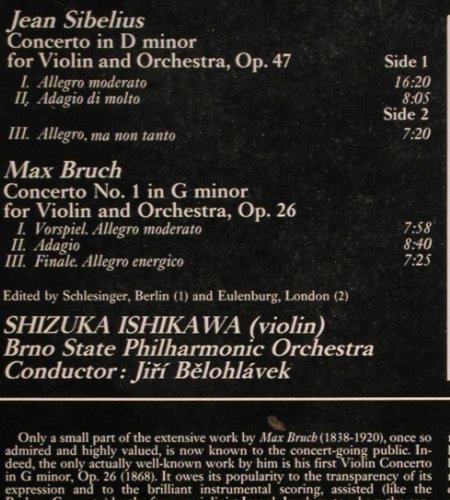 Jean Sibelius
Concerto in D minor
for Violin and Orchestra, Op. 47 Side 1
I. Allegro moderato 16:20
II. Adagio di molto 8:05
Side 2
III. Allegro, ma non tanto 7:20
Max Bruch
Concerto No. 1 in G minor
for Violin and Orchestra, Op. 26
I. Vorspiel. Allegro moderato 7:58
II. Adagio 8:40
III. Finale. Allegro energico 7:25
Edited by Schlesinger, Berlin (1) and Eulenburg, London (2)
SHIZUKA ISHIKAWA (violin)
Brno State Philharmonic Orchestra
Conductor: Jiří Bělohlávek
Only a small part of the extensive work by Max Bruch (1838-1920), once so
admired and highly valued, is now known to the concert-going public. In-
deed, the only actually well-known work by him is his first Violin Concerto
in G minor, Op. 26 (1868). It owes its popularity to the transparency of its
expression and to the brilliant instrumental scoring, assisted (like the